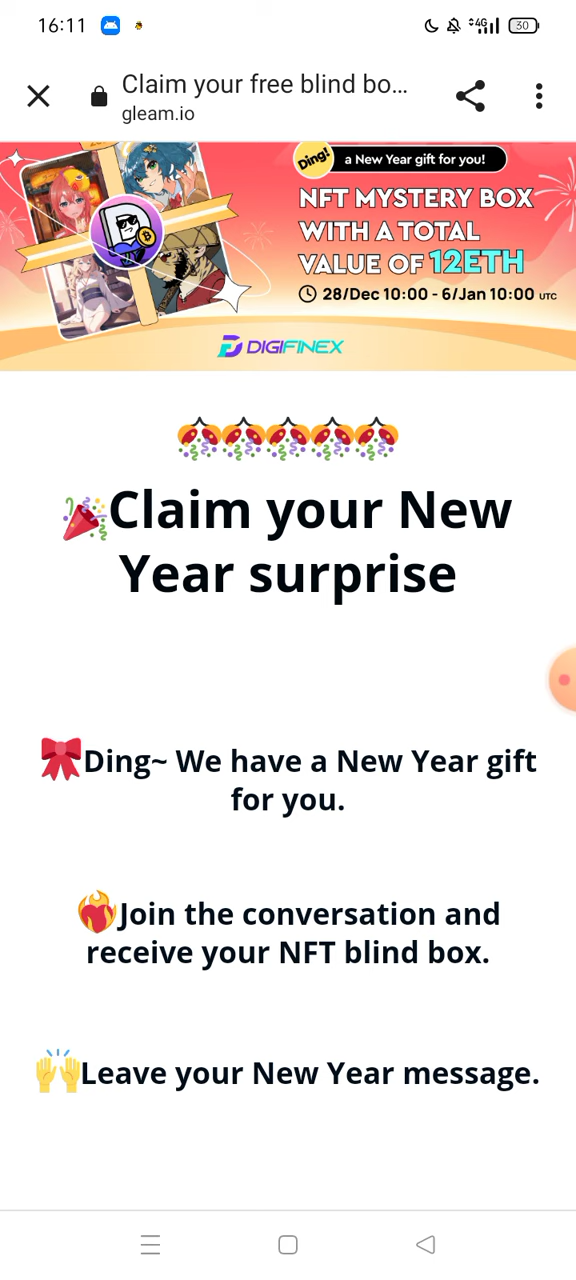 16:11
4G
30
Claim your free blind bo...
gleam.io
Ding!
a New Year gift for you!
NFT MYSTERY BOX
WITH A TOTAL
VALUE OF 12ETH
28/Dec 10:00 - 6/Jan 10:00 UTC
DIGIFINEX
Claim your New
Year surprise
Ding~ We have a New Year gift
for you.
Join the conversation and
receive your NFT blind box.
Leave your New Year message.